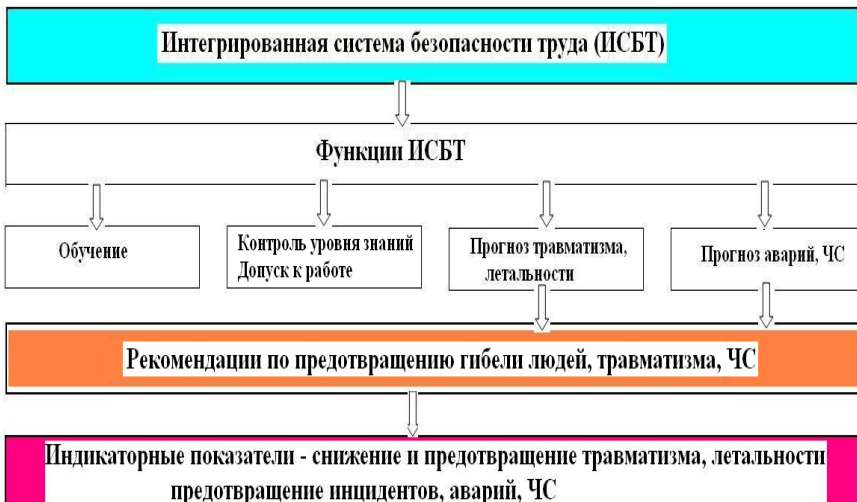 Интегрированная система безопасности труда (ИСБТ)
Функции ИСБТ
Обучение
Контроль уровня знаний
Допуск к работе
Прогноз травматизма,
летальности
Прогноз аварий, ЧС
Рекомендации по предотвращению гибели людей, травматизма, ЧС
Индикаторные показатели - снижение и предотвращение травматизма, летальности
предотвращение инцидентов, аварий, ЧС